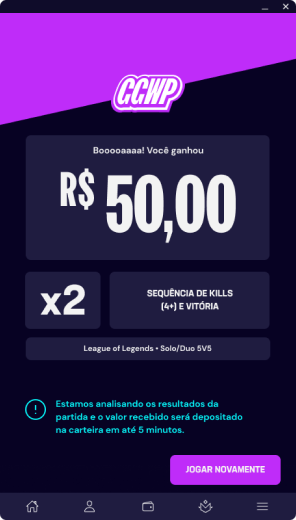 GGWP
Booooaaaa! Você ganhou
R$ 50,00
x2
SEQUÊNCIA DE KILLS
(4+) E VITÓRIA
League of Legends • Solo/Duo 5V5
Estamos analisando os resultados da
partida e o valor recebido será depositado
na carteira em até 5 minutos.
JOGAR NOVAMENTE